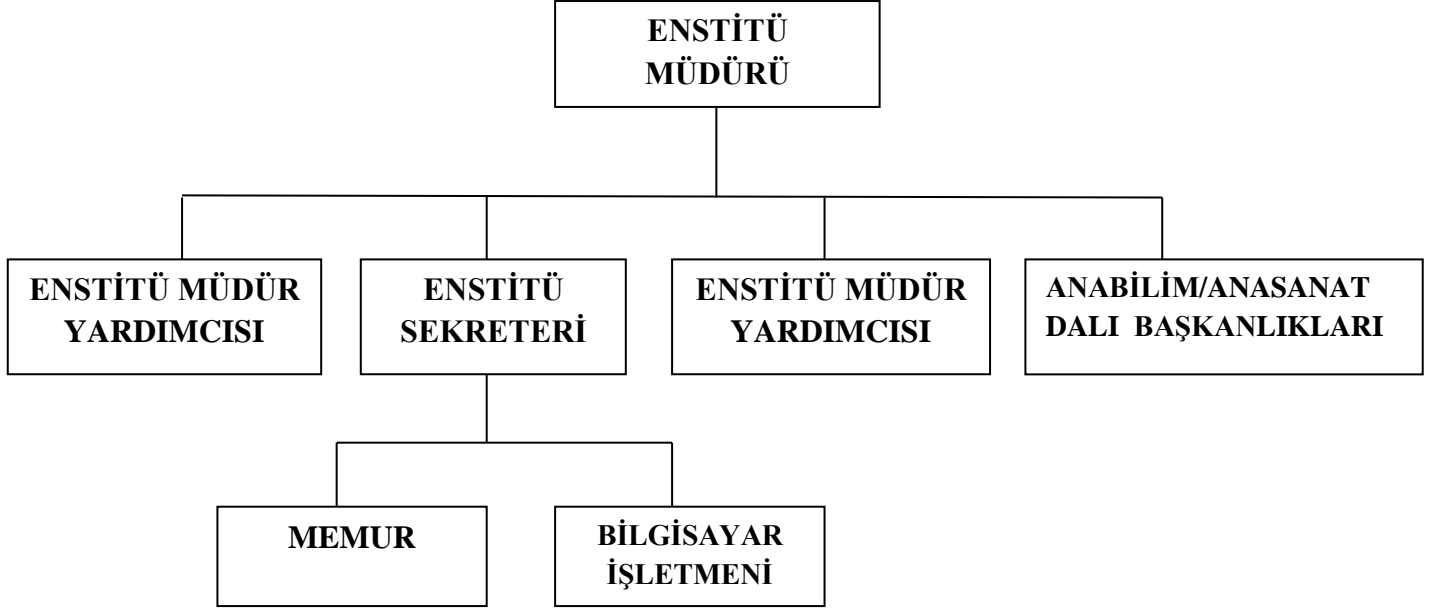 ENSTİTÜ
MÜDÜRÜ
ENSTİTÜ MÜDÜR
YARDIMCISI
ENSTİTÜ
SEKRETERİ
ENSTİTÜ MÜDÜR
YARDIMCISI
ANABİLİM/ANASANAT
DALI BAŞKANLIKLARI
MEMUR
BİLGİSAYAR
İŞLETMENİ